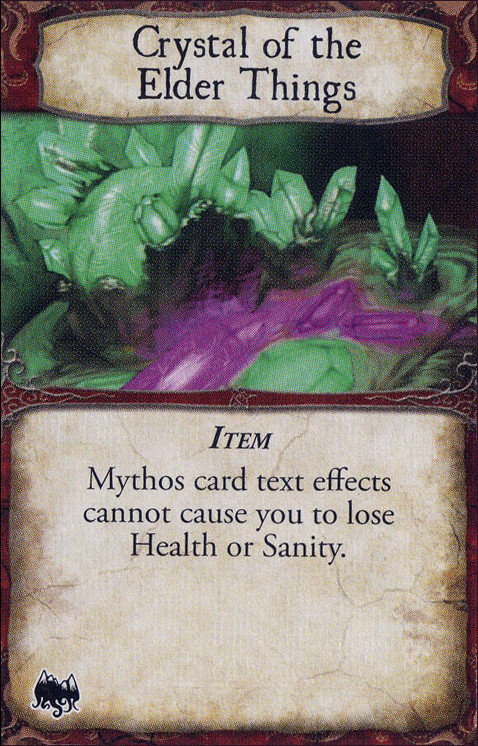 Crystal of the
Elder Things
Item
Mythos card text effects
cannot cause you to lose
Health or Sanity.